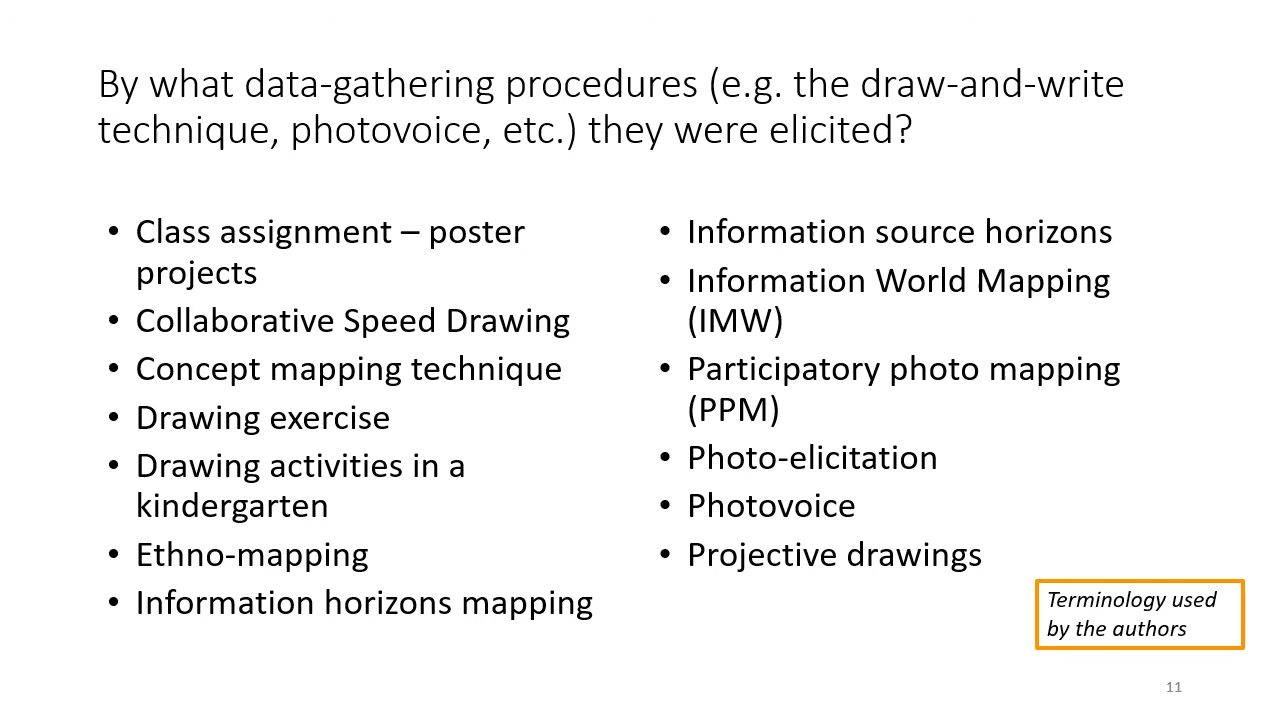 By what data-gathering procedures (e.g. the draw-and-write
technique, photovoice, etc.) they were elicited?
• Class assignment – poster
projects
• Collaborative Speed Drawing
• Concept mapping technique
• Drawing exercise
• Drawing activities in a
kindergarten
• Ethno-mapping
• Information horizons mapping
• Information source horizons
• Information World Mapping
(IMW)
• Participatory photo mapping
(PPM)
• Photo-elicitation
• Photovoice
• Projective drawings
Terminology used
by the authors
11